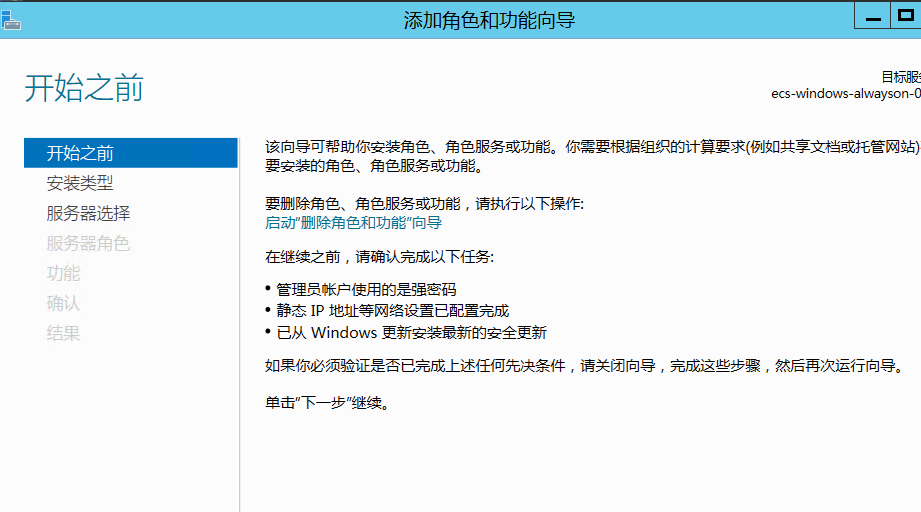 添加角色和功能向导
开始之前
目标服
ecs-windows-alwayson-0
开始之前
安装类型
服务器选择
服务器角色
功能
确认
结果
该向导可帮助你安装角色、角色服务或功能。你需要根据组织的计算要求(例如共享文档或托管网站)
要安装的角色、角色服务或功能。
要删除角色、角色服务或功能，请执行以下操作:
启动"删除角色和功能"向导
在继续之前，请确认完成以下任务:
• 管理员帐户使用的是强密码
• 静态 IP 地址等网络设置已配置完成
• 已从 Windows 更新安装最新的安全更新
如果你必须验证是否已完成上述任何先决条件，请关闭向导，完成这些步骤，然后再次运行向导。
单击"下一步"继续。